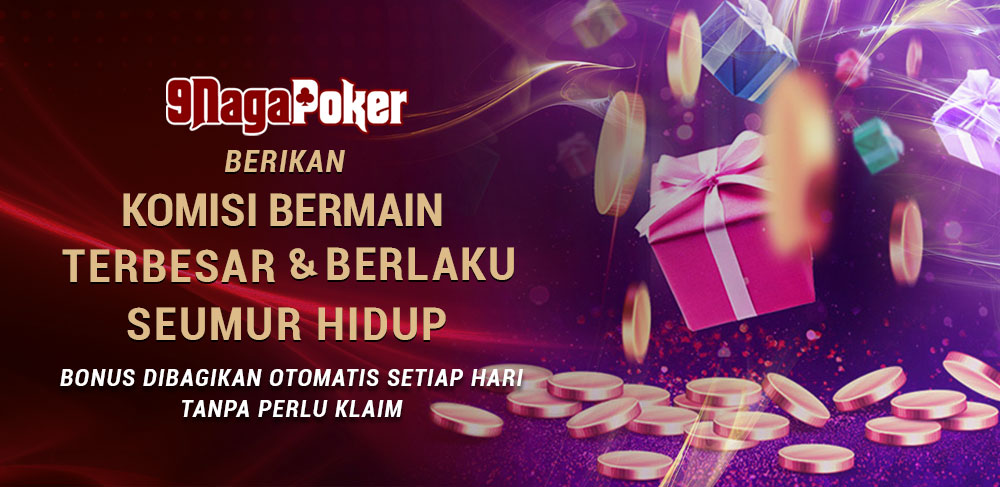 9NagaPoker
BERIKAN
KOMISI BERMAIN
TERBESAR & BERLAKU
SEUMUR HIDUP
BONUS DIBAGIKAN OTOMATIS SETIAP HARI
TANPA PERLU KLAIM